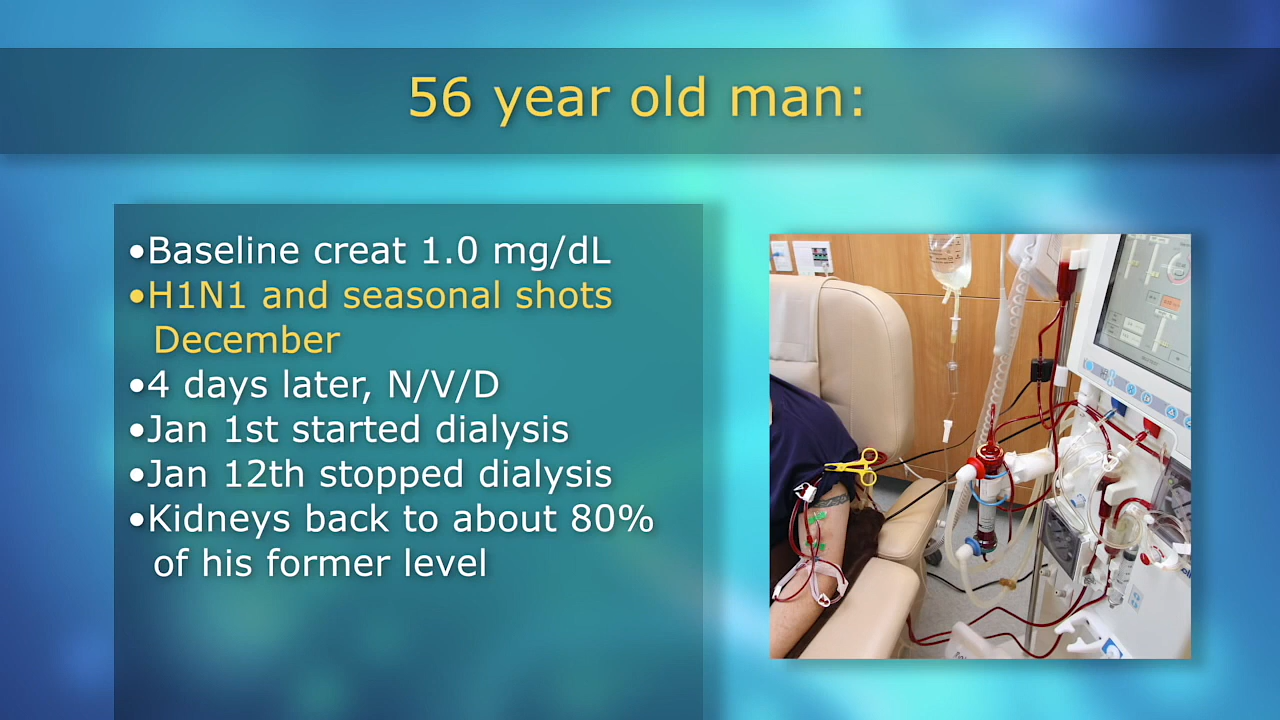 56 year old man:
•Baseline creat 1.0 mg/dL
•H1N1 and seasonal shots
December
•4 days later, N/V/D
•Jan 1st started dialysis
•Jan 12th stopped dialysis
•Kidneys back to about 80%
of his former level